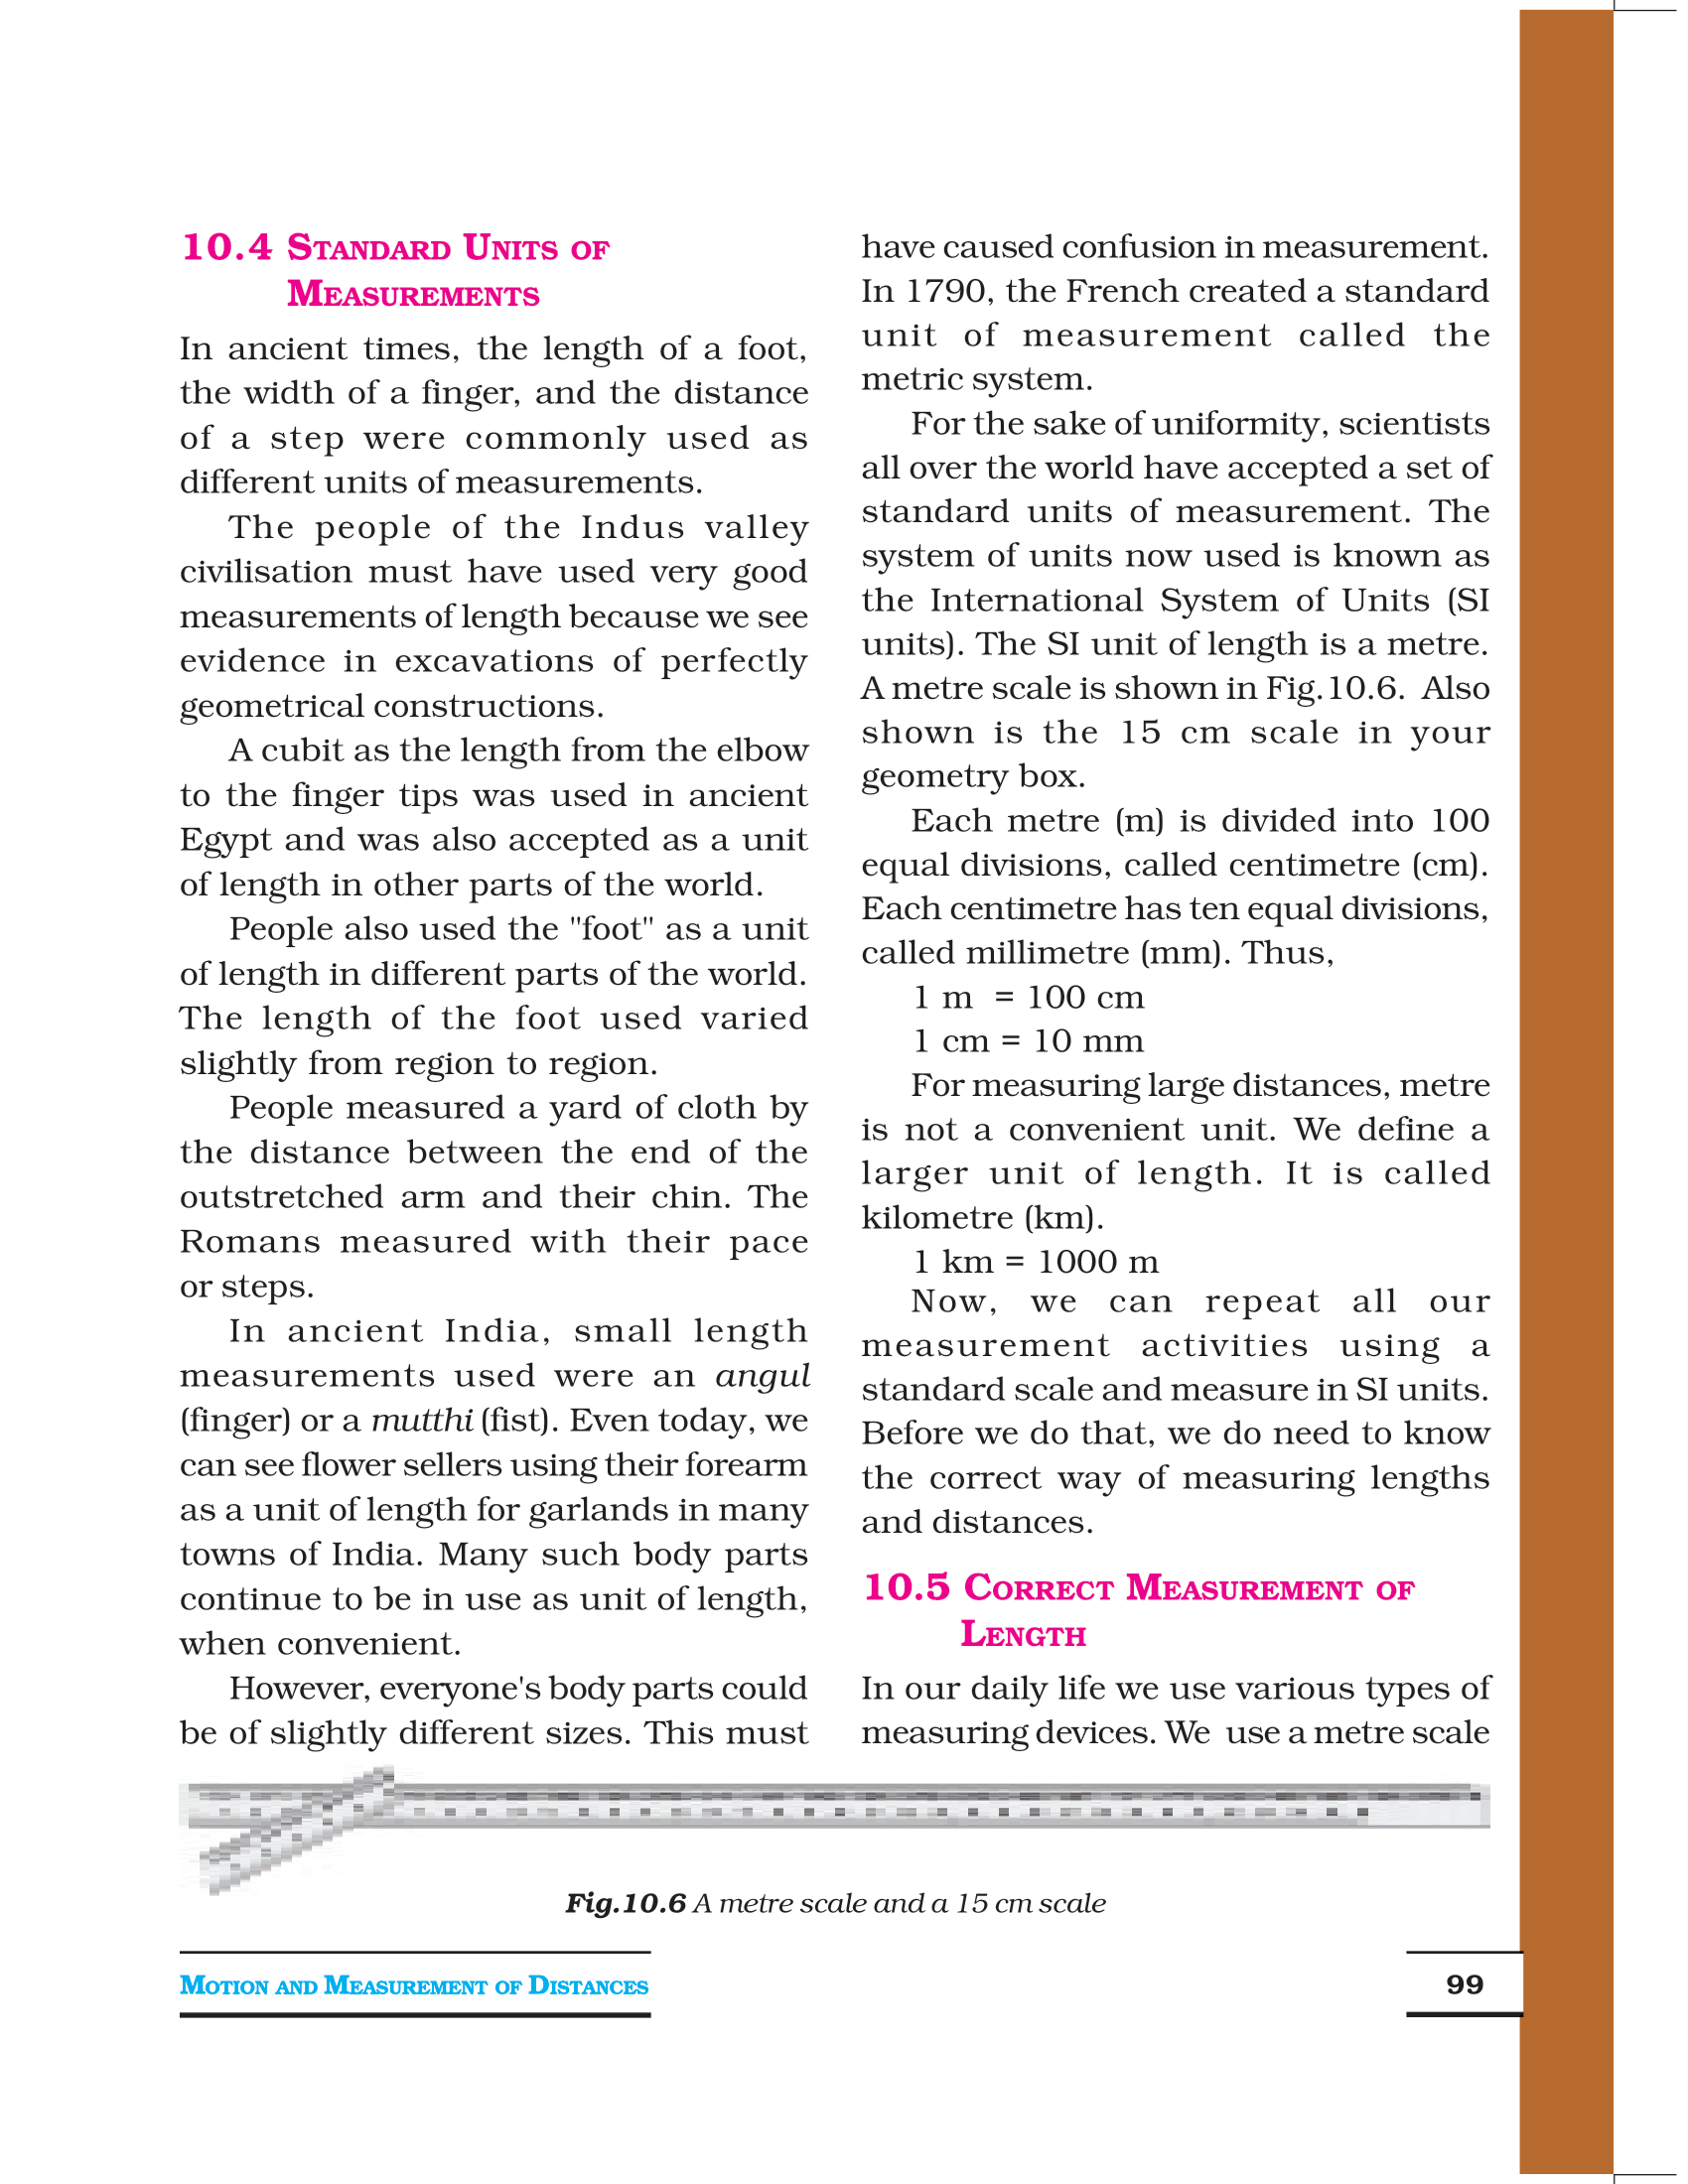 10.4 STANDARD UNITS OF
MEASUREMENTS
In ancient times, the length of a foot,
the width of a finger, and the distance
of a step were commonly used as
different units of measurements.
The people of the Indus valley
civilisation must have used very good
measurements of length because we see
evidence in excavations of perfectly
geometrical constructions.
A cubit as the length from the elbow
to the finger tips was used in ancient
Egypt and was also accepted as a unit
of length in other parts of the world.
People also used the "foot" as a unit
of length in different parts of the world.
The length of the foot used varied
slightly from region to region.
People measured a yard of cloth by
the distance between the end of the
outstretched arm and their chin. The
Romans measured with their pace
or steps.
In ancient India, small length
measurements used were an angul
(finger) or a mutthi (fist). Even today, we
can see flower sellers using their forearm
as a unit of length for garlands in many
towns of India. Many such body parts
continue to be in use as unit of length,
when convenient.
However, everyone's body parts could
be of slightly different sizes. This must
have caused confusion in measurement.
In 1790, the French created a standard
unit of measurement called the
metric system.
For the sake of uniformity, scientists
all over the world have accepted a set of
standard units of measurement. The
system of units now used is known as
the International System of Units (SI
units). The SI unit of length is a metre.
A metre scale is shown in Fig.10.6. Also
shown is the 15 cm scale in your
geometry box.
Each metre (m) is divided into 100
equal divisions, called centimetre (cm).
Each centimetre has ten equal divisions,
called millimetre (mm). Thus,
1 m = 100 cm
1 cm = 10 mm
For measuring large distances, metre
is not a convenient unit. We define a
larger unit of length. It is called
kilometre (km).
1 km = 1000 m
Now, we can repeat all our
measurement activities using a
standard scale and measure in SI units.
Before we do that, we do need to know
the correct way of measuring lengths
and distances.
10.5 CORRECT MEASUREMENT OF
LENGTH
In our daily life we use various types of
measuring devices. We use a metre scale
Fig.10.6 A metre scale and a 15 cm scale
MOTION AND MEASUREMENT OF DISTANCES
99